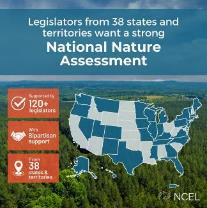 Legislators from 38 states and
territories want a strong
National Nature
Assessment
Supported by
120+
legislators
With
Bipartisan
support
From
38
states &
territories
NCEL